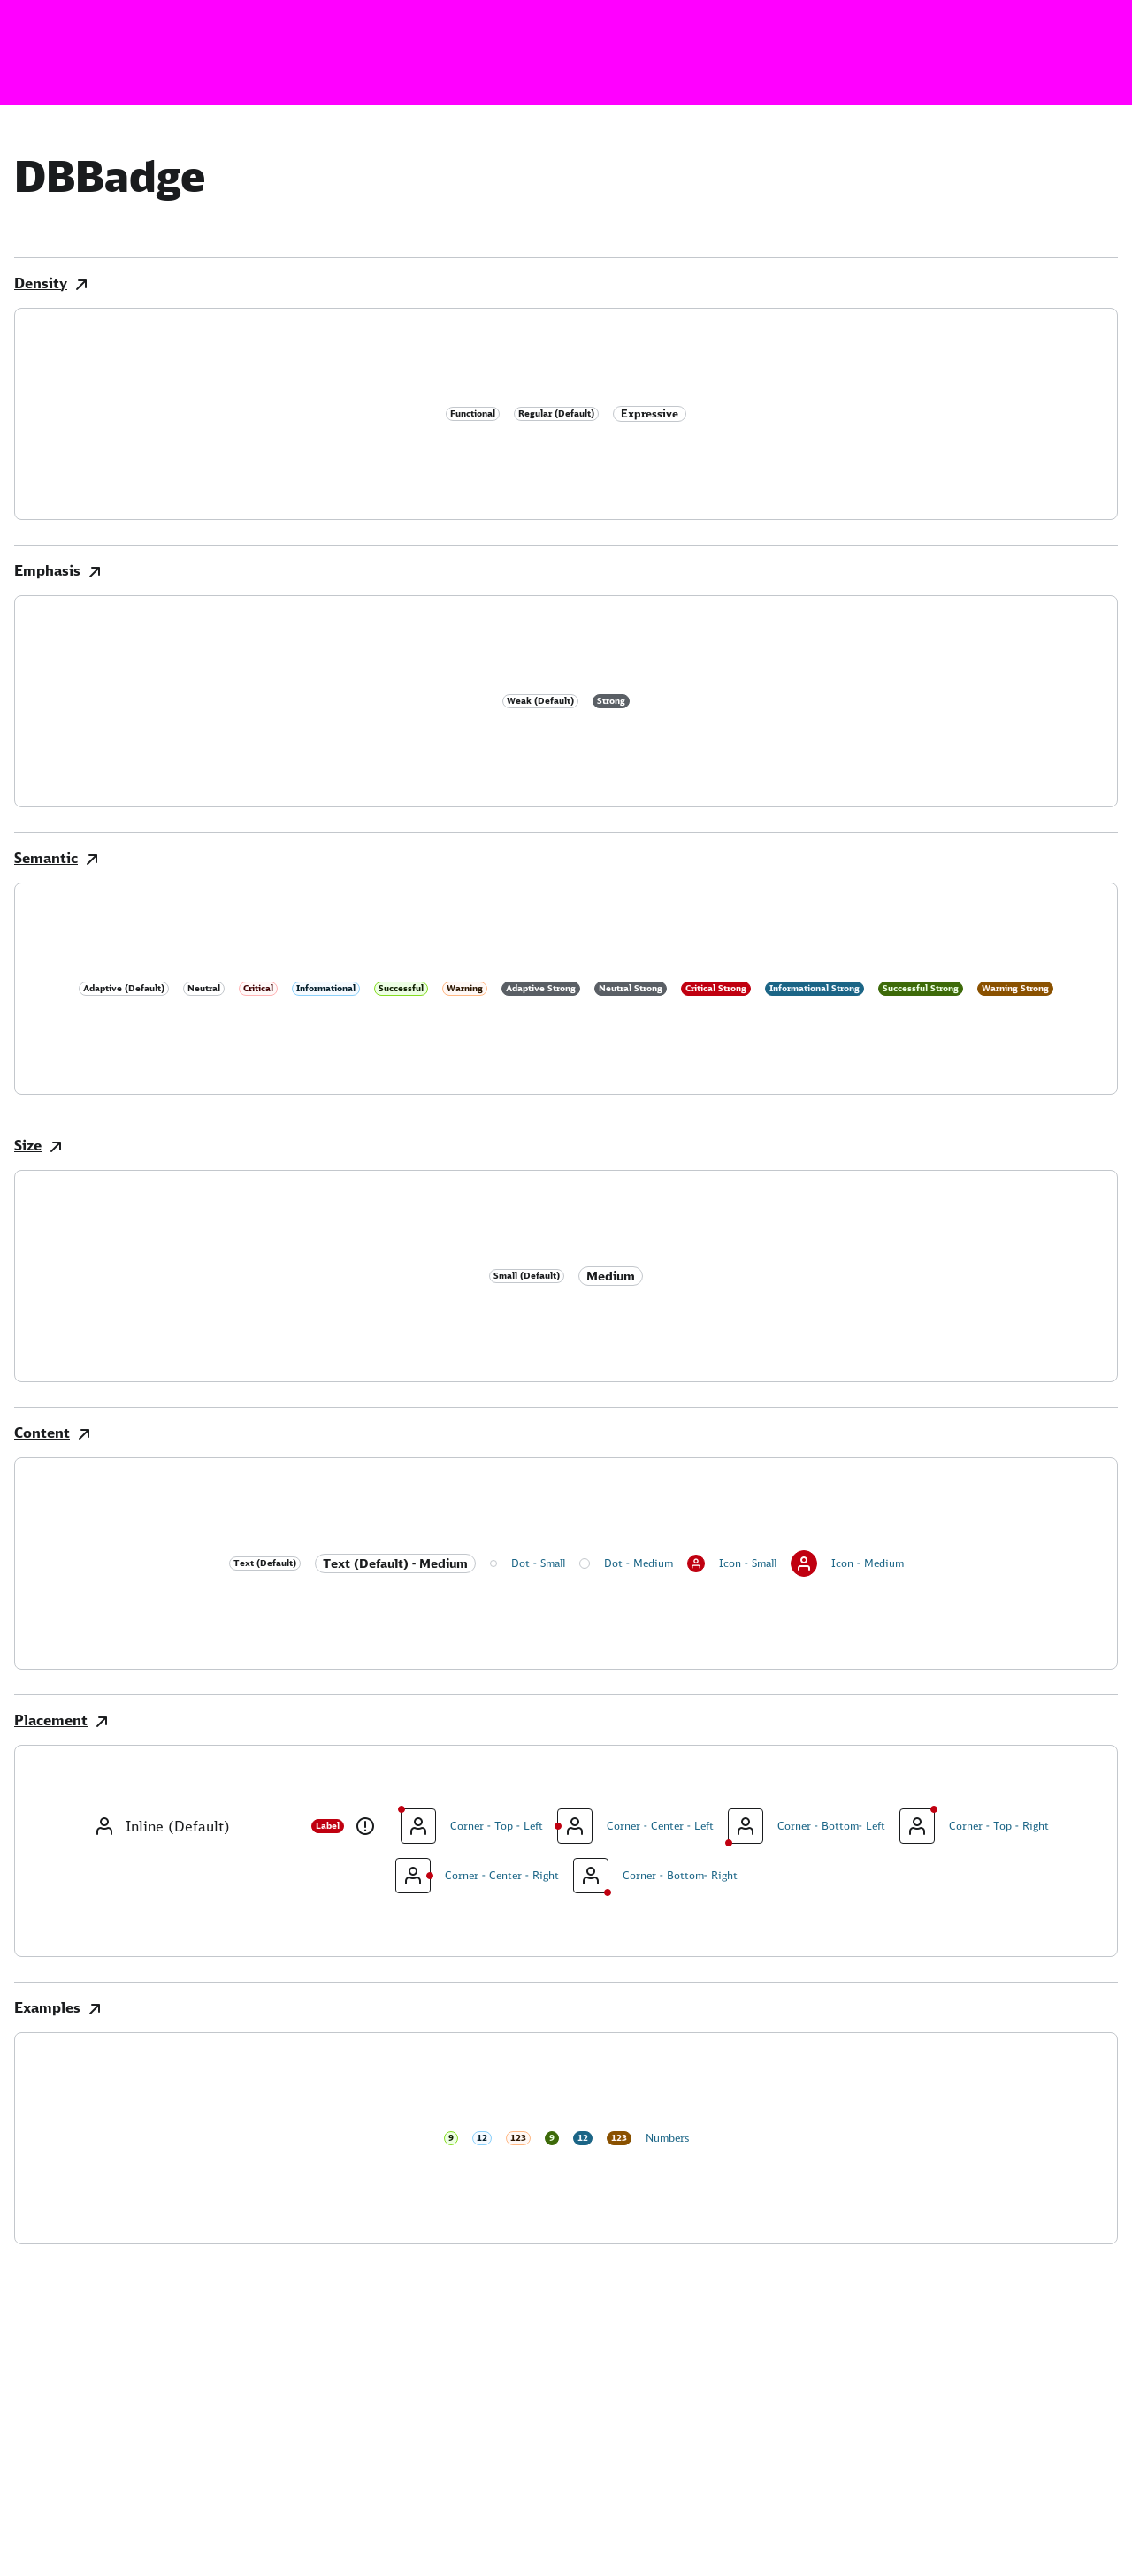 DBBadge
Density
Functional Regular (Default) Expressive
Emphasis
Weak (Default) Strong
Semantic
Adaptive (Default) Neutral Critical Informational Successful Warning Adaptive Strong Neutral Strong Critical Strong Informational Strong Successful Strong Warning Strong
Size
Small (Default) Medium
Content
Text (Default) Text (Default) - Medium Dot - Small Dot - Medium Icon - Small Icon - Medium
Placement
Inline (Default) Label Corner - Top - Left Corner - Center - Left Corner - Bottom- Left Corner - Top - Right
Corner - Center - Right Corner - Bottom- Right
Examples
9 12 123 9 12 123 Numbers